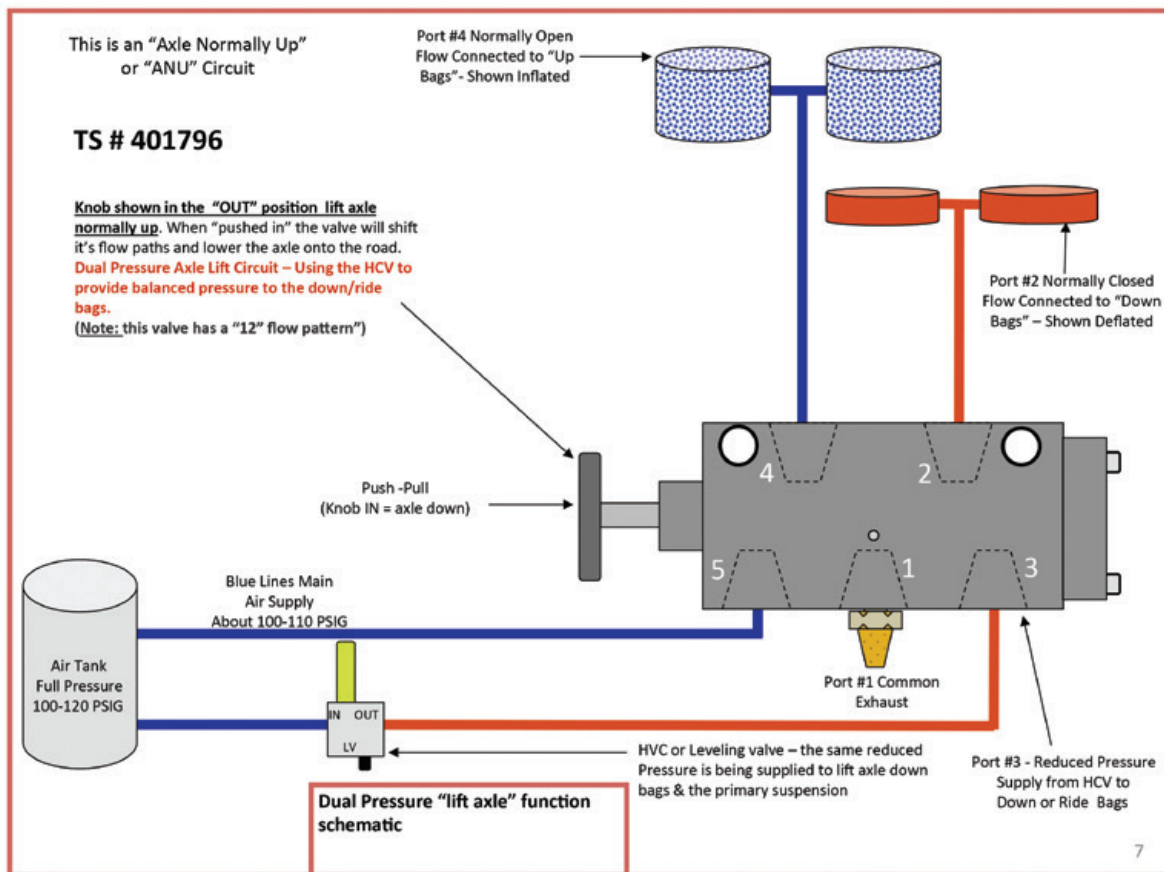 This is an “Axle Normally Up”
or “ANU” Circuit
TS # 401796
Knob shown in the “OUT” position lift axle
normally up. When “pushed in” the valve will shift
it’s flow paths and lower the axle onto the road.
Dual Pressure Axle Lift Circuit – Using the HCV to
provide balanced pressure to the down/ride
bags.
(Note: this valve has a “12” flow pattern”)
Port #4 Normally Open
Flow Connected to “Up
Bags”- Shown Inflated
Port #2 Normally Closed
Flow Connected to “Down
Bags” – Shown Deflated
Push -Pull
(Knob IN = axle down)
4
2
5
1
3
Blue Lines Main
Air Supply
About 100-110 PSIG
Air Tank
Full Pressure
100-120 PSIG
IN OUT
LV
Port #1 Common
Exhaust
HVC or Leveling valve – the same reduced
Pressure is being supplied to lift axle down
bags & the primary suspension
Port #3 - Reduced Pressure
Supply from HCV to
Down or Ride Bags
Dual Pressure “lift axle” function
schematic
7